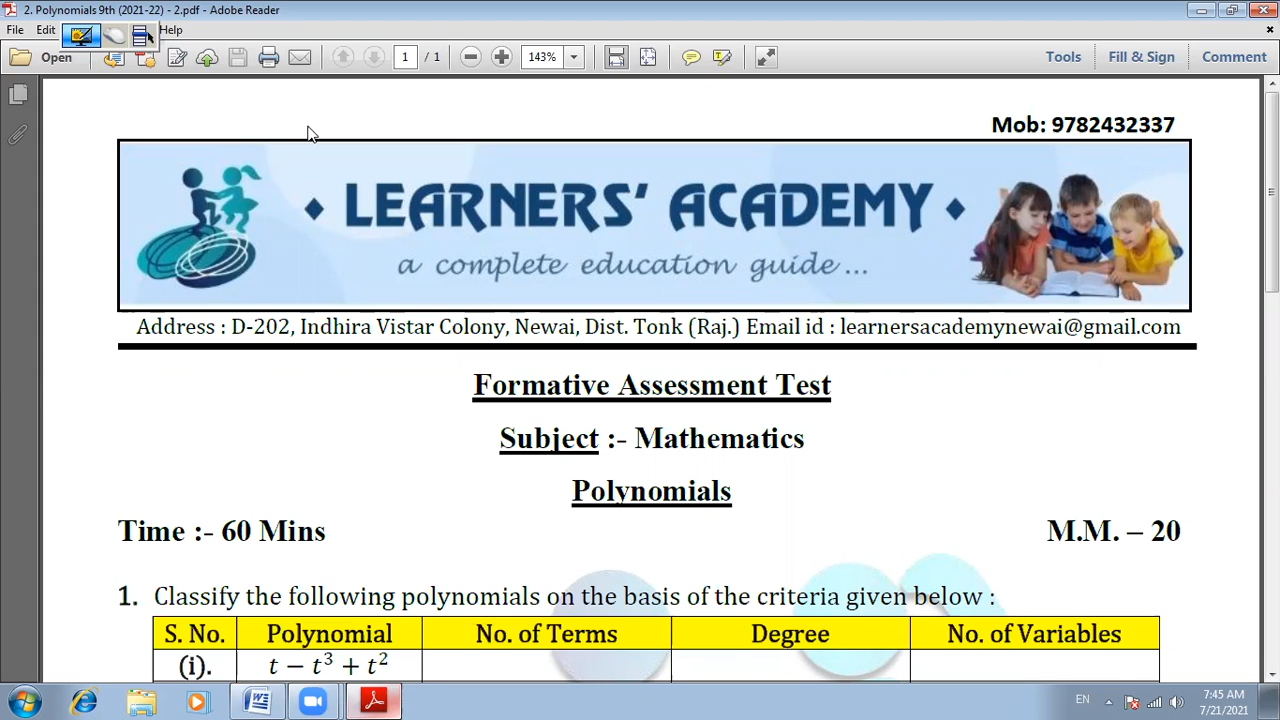 2. Polynomials 9th (2021-22) - 2.pdf - Adobe Reader
File Edit Help
Open 1 / 1 143% Tools Fill & Sign Comment
Mob: 9782432337
LEARNERS' ACADEMY
a complete education guide...
Address : D-202, Indhira Vistar Colony, Newai, Dist. Tonk (Raj.) Email id : learnersacademynewai@gmail.com
Formative Assessment Test
Subject :- Mathematics
Polynomials
Time :- 60 Mins M.M. – 20
1. Classify the following polynomials on the basis of the criteria given below :
S. No. Polynomial No. of Terms Degree No. of Variables
(i). t − t³ + t²
EN 7:45 AM
7/21/2021